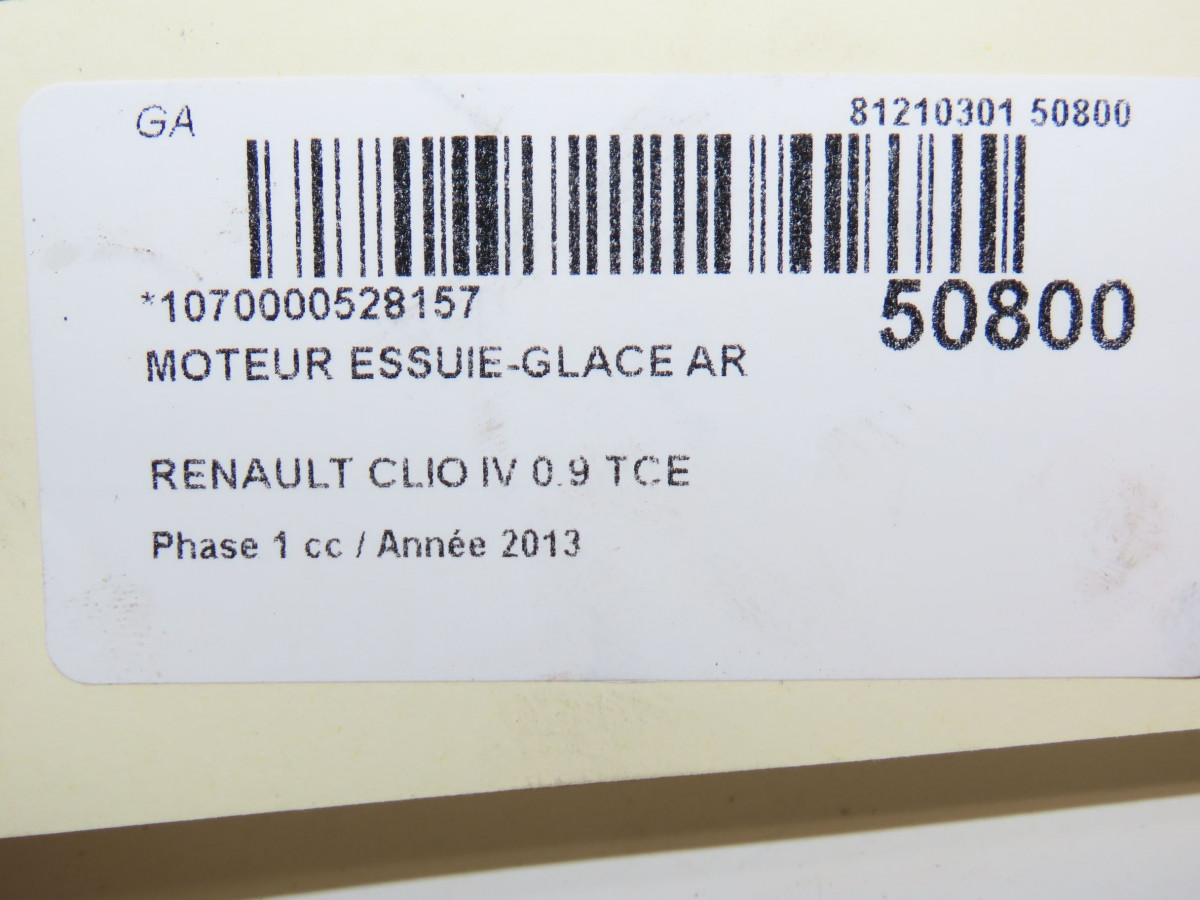 GA
81210301 50800
*1070000528157
50800
MOTEUR ESSUIE-GLACE AR
RENAULT CLIO IV 0.9 TCE
Phase 1 cc / Année 2013